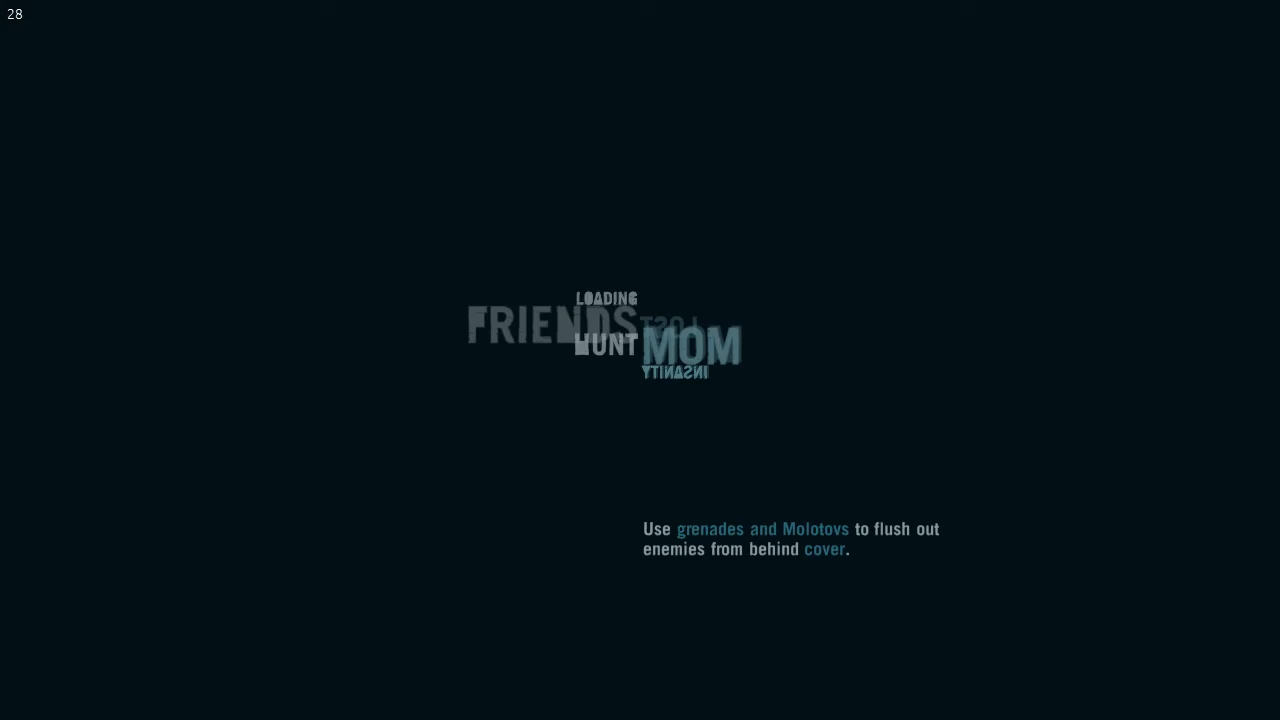 28
LOADING
FRIENDS
LOST
HUNT
MOM
INSANITY
Use grenades and Molotovs to flush out
enemies from behind cover.